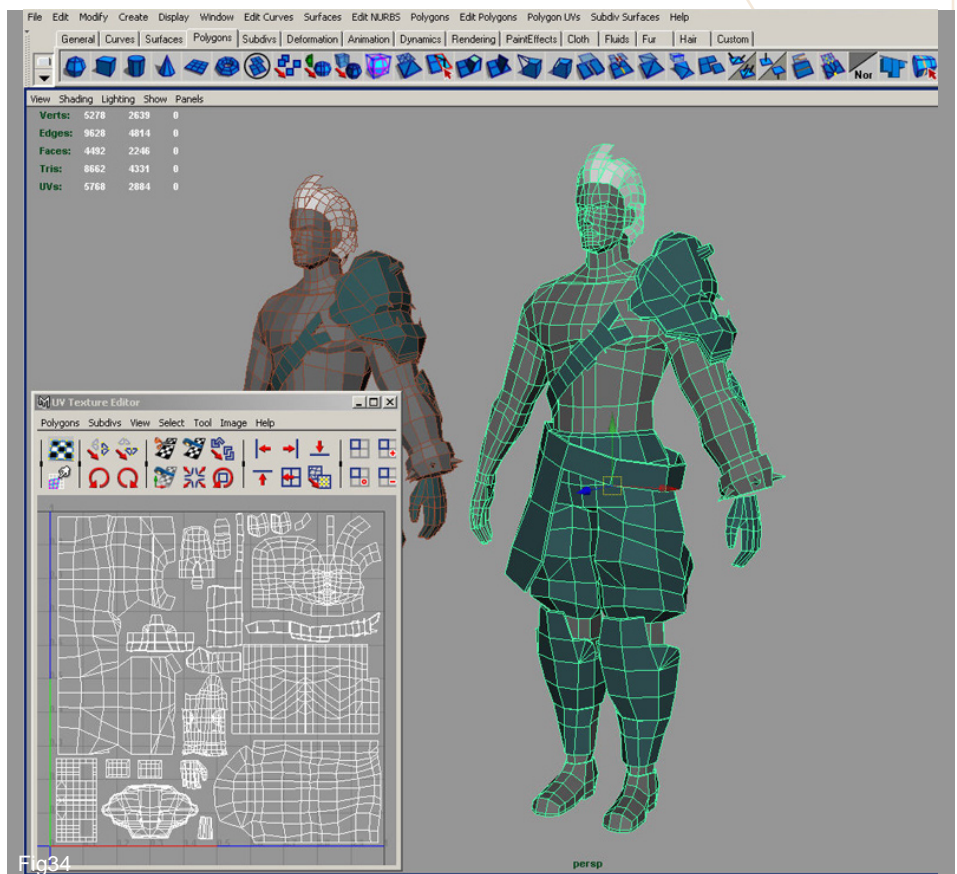 File Edit Modify Create Display Window Edit Curves Surfaces Edit NURBS Polygons Edit Polygons Polygon UVs Subdiv Surfaces Help
General Curves Surfaces Polygons Subdivs Deformation Animation Dynamics Rendering PaintEffects Cloth Fluids Fur Hair Custom
Nor
View Shading Lighting Show Panels
Verts: 5278 2639 0
Edges: 9628 4814 0
Faces: 4492 2246 0
Tris: 8662 4331 0
UVs: 5768 2884 0
UV Texture Editor
Polygons Subdivs View Select Tool Image Help
persp
Fig34